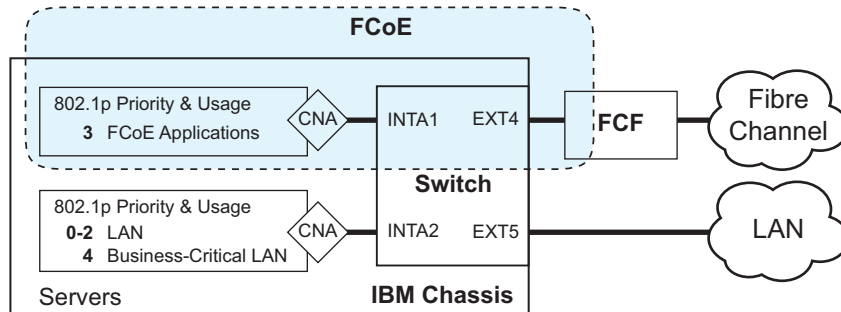 FCoE
802.1p Priority & Usage
3 FCoE Applications
CNA
INTA1
EXT4
FCF
Fibre
Channel
Switch
802.1p Priority & Usage
0-2 LAN
4 Business-Critical LAN
CNA
INTA2
EXT5
LAN
Servers
IBM Chassis